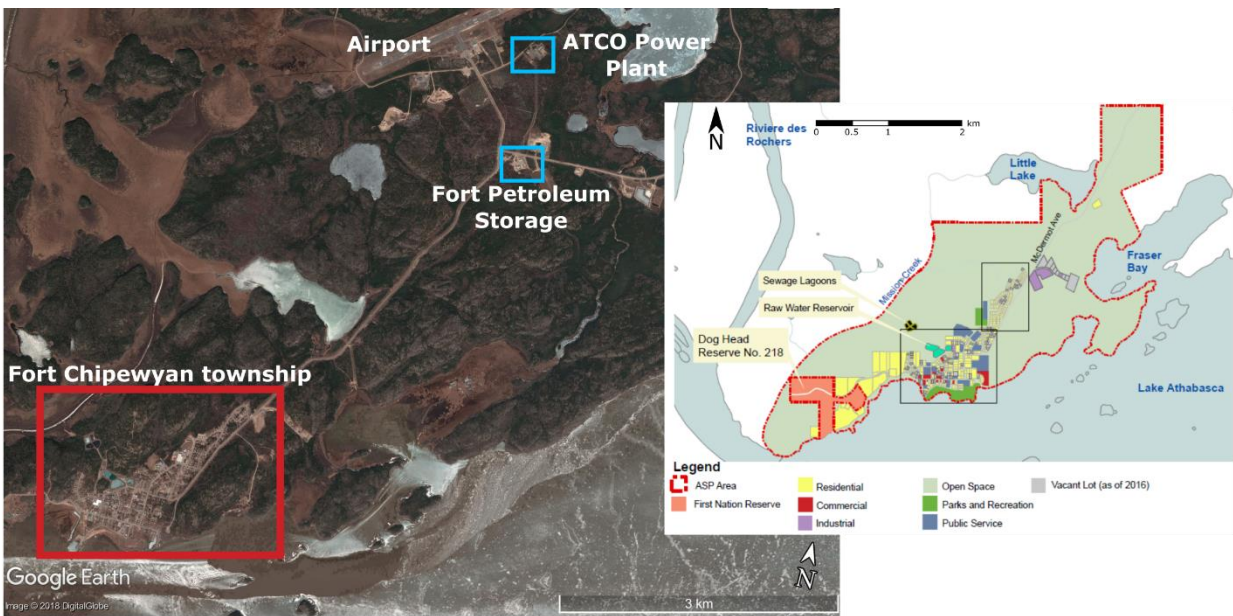 Airport
ATCO Power
Plant
Fort Petroleum
Storage
Fort Chipewyan township
Google Earth
Image © 2018 DigitalGlobe
3 km
N
N
0 0.5 1 2 km
Riviere des
Rochers
Little
Lake
McDermot Ave
Fraser
Bay
Mission Creek
Sewage Lagoons
Raw Water Reservoir
Dog Head
Reserve No. 218
Lake Athabasca
Legend
ASP Area
First Nation Reserve
Residential
Commercial
Industrial
Open Space
Parks and Recreation
Public Service
Vacant Lot (as of 2016)